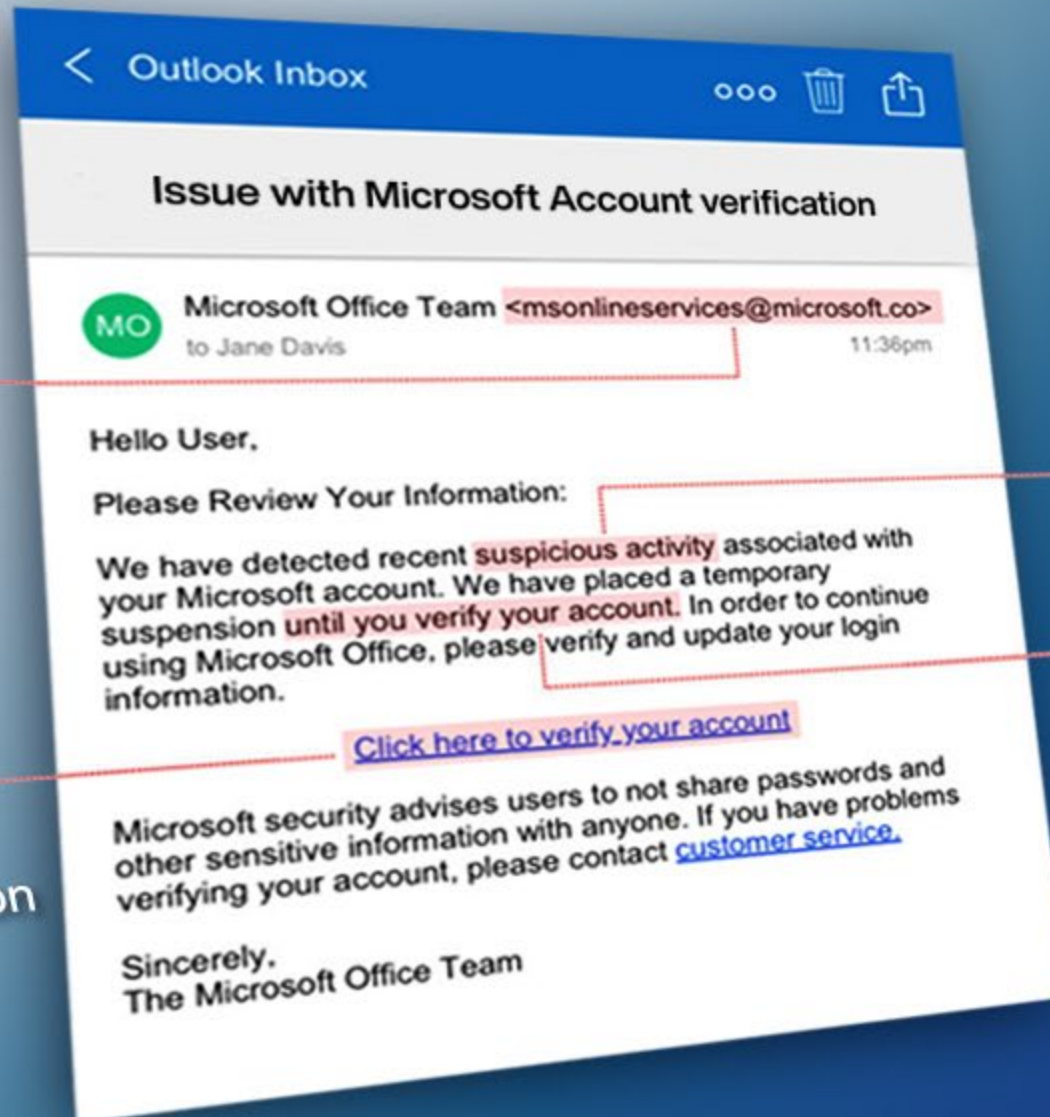 Outlook Inbox
Issue with Microsoft Account verification
MO
Microsoft Office Team <msonlineservices@microsoft.co>
to Jane Davis
11:36pm
Hello User,
Please Review Your Information:
We have detected recent suspicious activity associated with
your Microsoft account. We have placed a temporary
suspension until you verify your account. In order to continue
using Microsoft Office, please verify and update your login
information.
Click here to verify your account
Microsoft security advises users to not share passwords and
other sensitive information with anyone. If you have problems
verifying your account, please contact customer service.
on
Sincerely,
The Microsoft Office Team